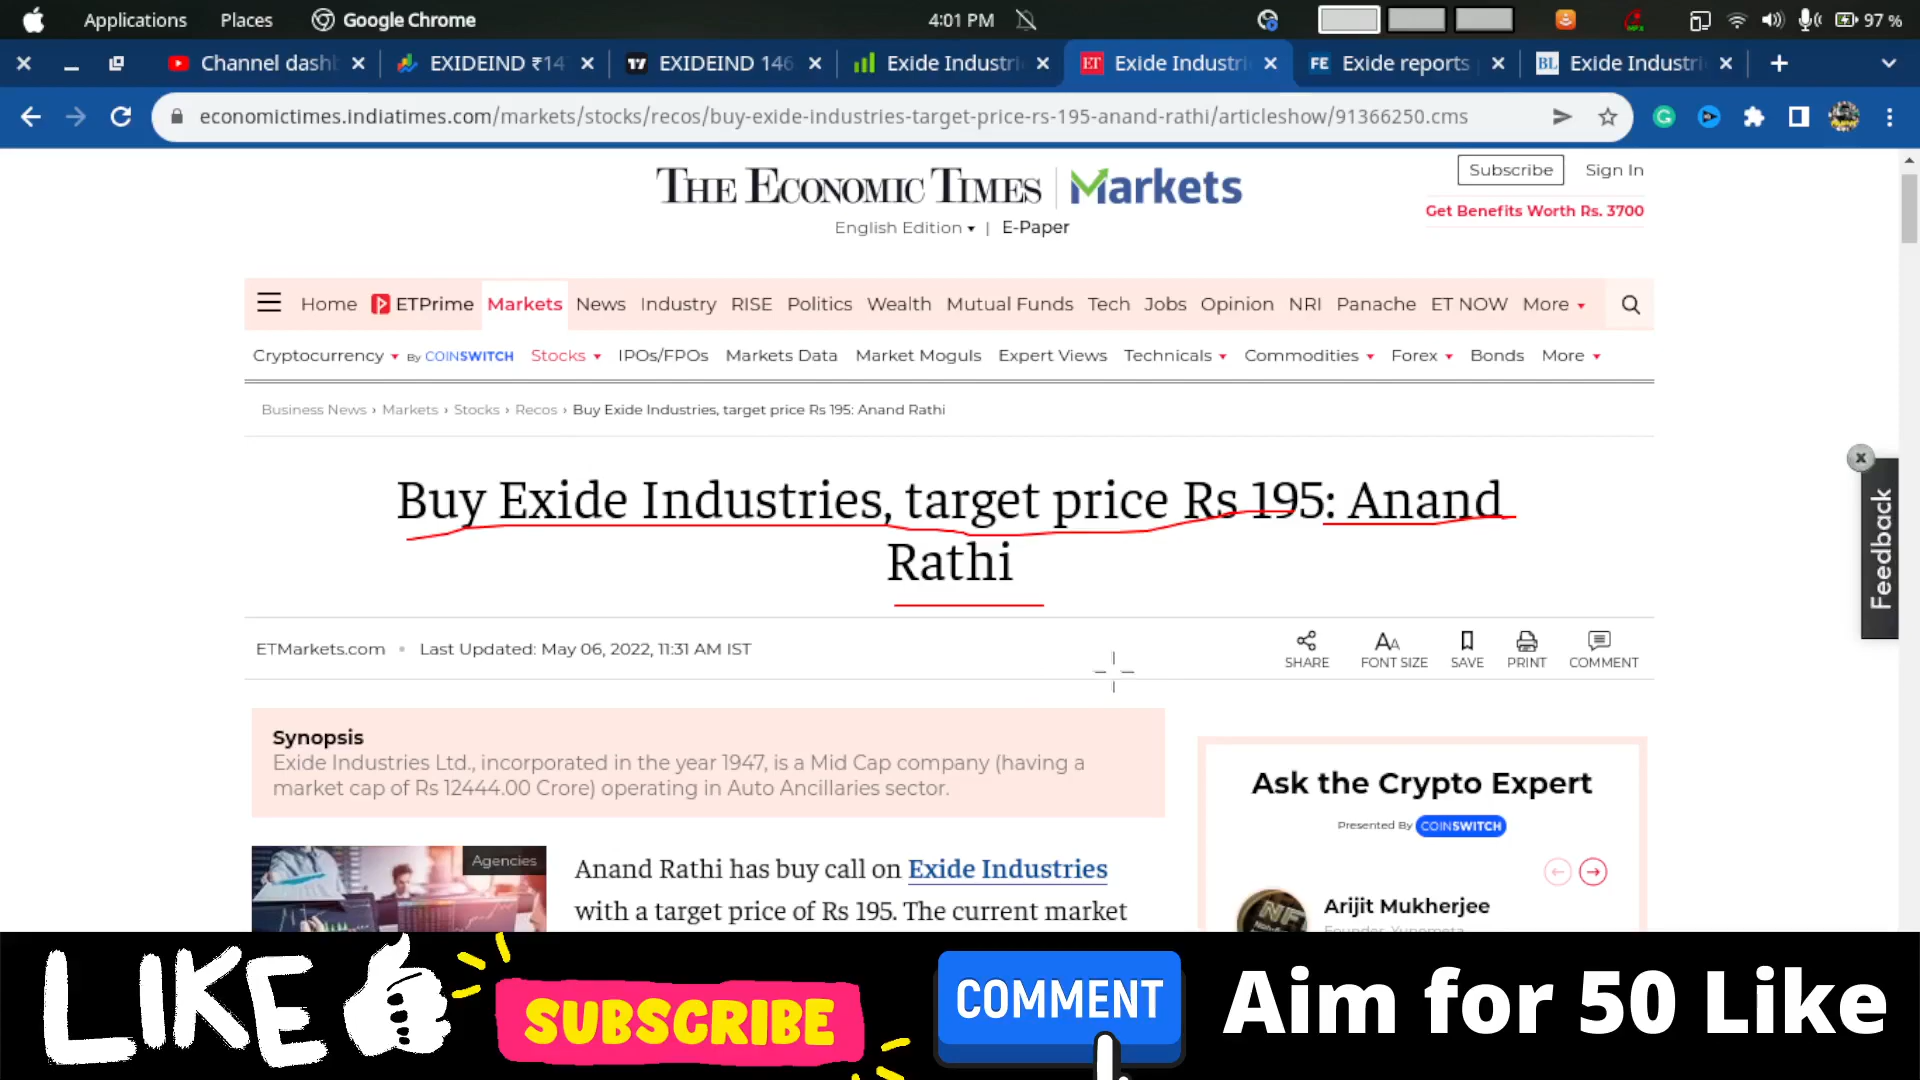 Applications Places Google Chrome 4:01 PM 97 %
Channel dash EXIDEIND ₹14 EXIDEIND 146 Exide Industri ET Exide Industri FE Exide reports BL Exide Industri
economictimes.indiatimes.com/markets/stocks/recos/buy-exide-industries-target-price-rs-195-anand-rathi/articleshow/91366250.cms
THE ECONOMIC TIMES | Markets
Subscribe Sign In
Get Benefits Worth Rs. 3700
English Edition | E-Paper
Home ETPrime Markets News Industry RISE Politics Wealth Mutual Funds Tech Jobs Opinion NRI Panache ET NOW More
Cryptocurrency By COINSWITCH Stocks IPOs/FPOs Markets Data Market Moguls Expert Views Technicals Commodities Forex Bonds More
Business News › Markets › Stocks › Recos › Buy Exide Industries, target price Rs 195: Anand Rathi
Buy Exide Industries, target price Rs 195: Anand
Rathi
ETMarkets.com • Last Updated: May 06, 2022, 11:31 AM IST
SHARE FONT SIZE SAVE PRINT COMMENT
Feedback
Synopsis
Exide Industries Ltd., incorporated in the year 1947, is a Mid Cap company (having a
market cap of Rs 12444.00 Crore) operating in Auto Ancillaries sector.
Agencies
Anand Rathi has buy call on Exide Industries
with a target price of Rs 195. The current market
Ask the Crypto Expert
Presented By COINSWITCH
Arijit Mukherjee
LIKE SUBSCRIBE COMMENT Aim for 50 Like